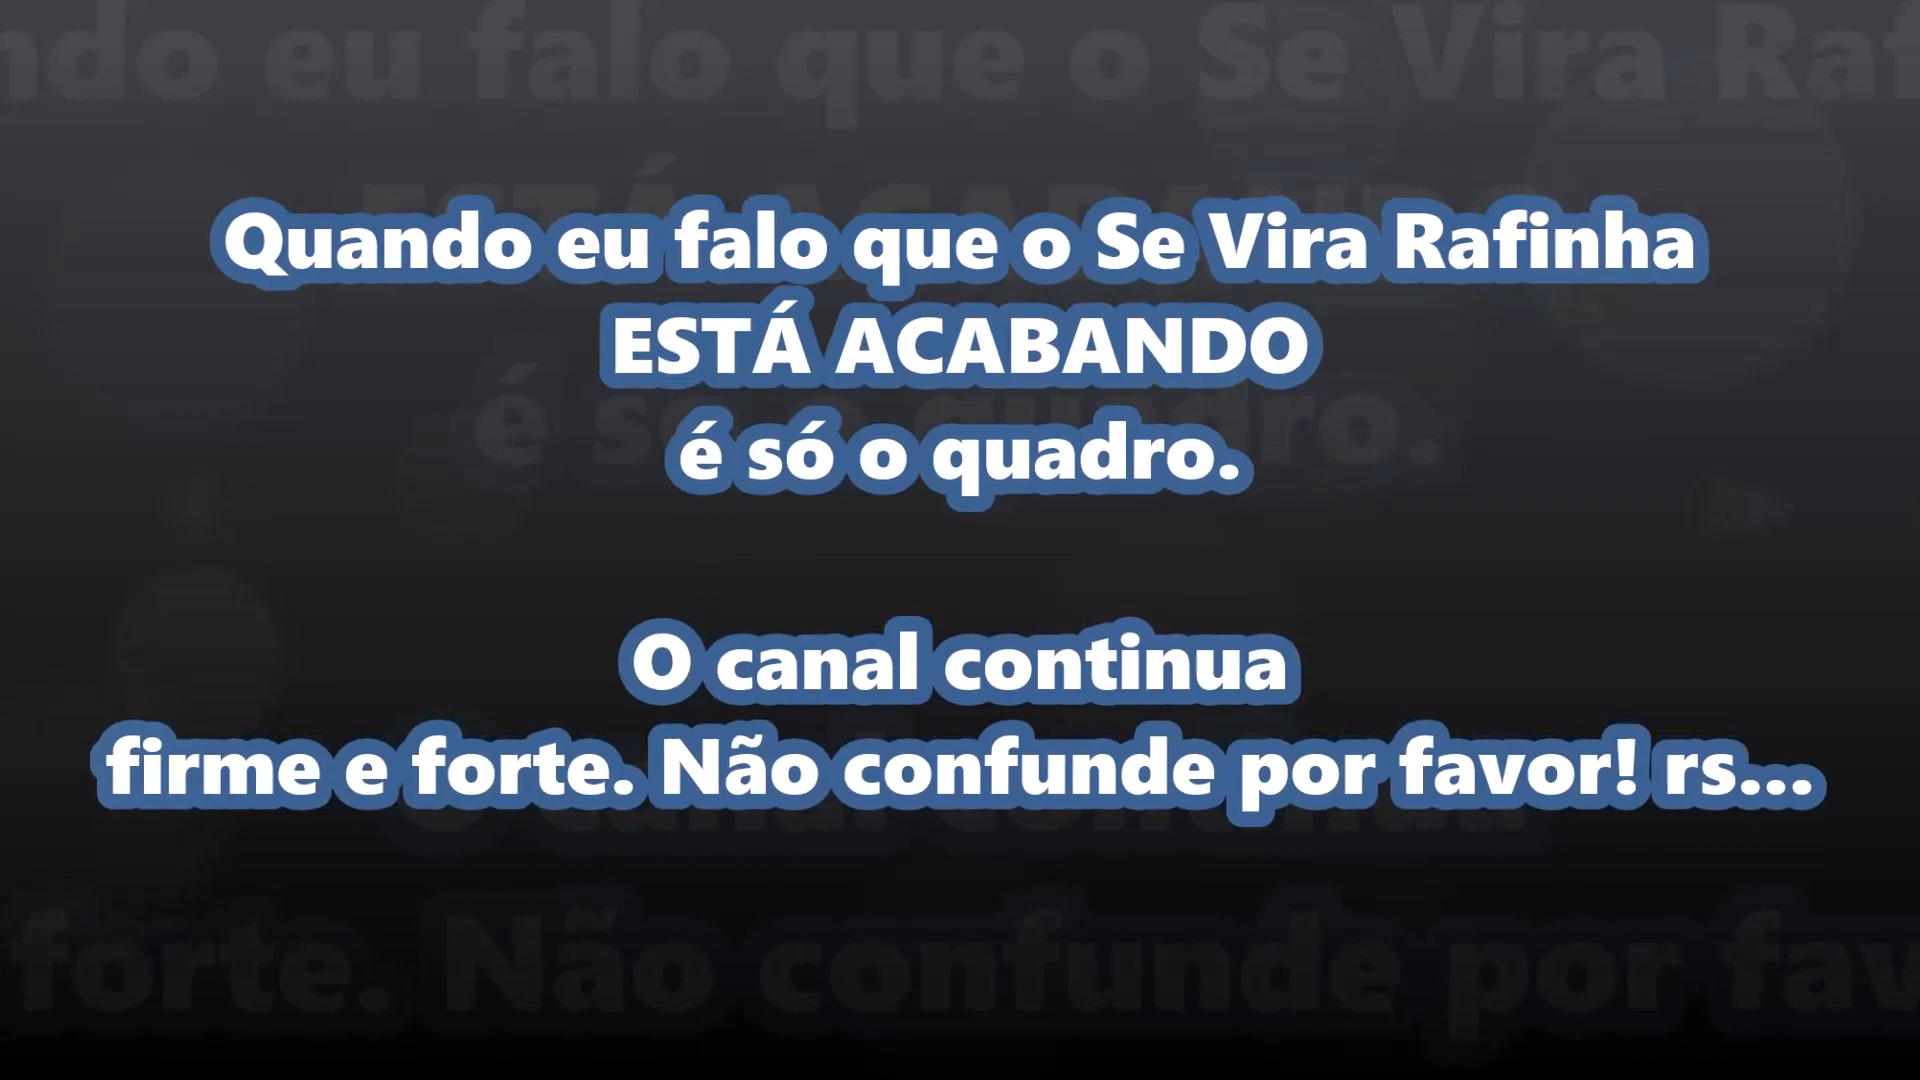 Quando eu falo que o Se Vira Rafinha
ESTÁ ACABANDO
é só o quadro.
O canal continua
firme e forte. Não confunde por favor! rs...